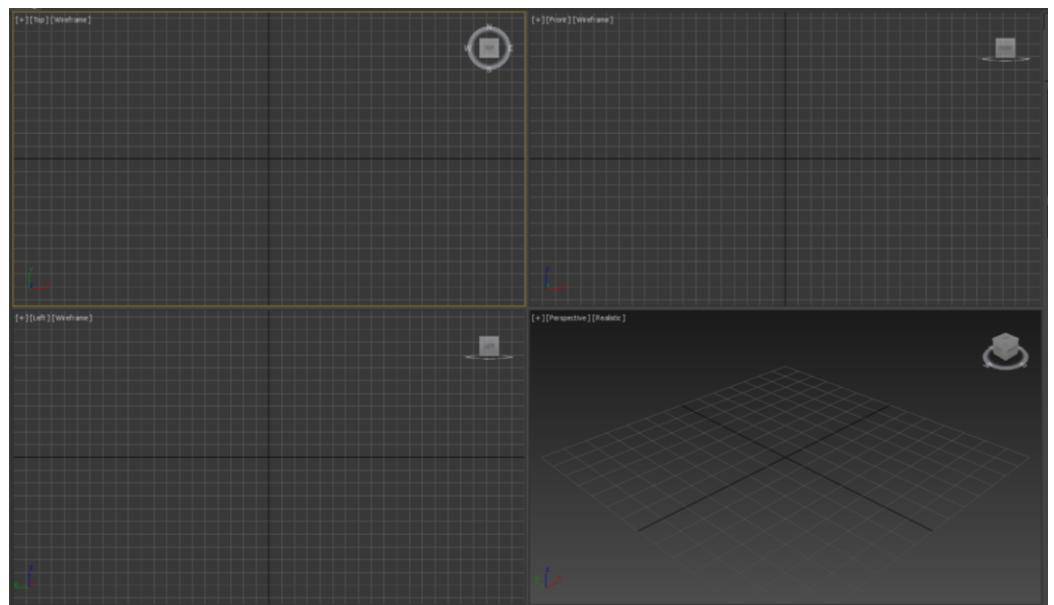 [+][Top][Wireframe]
[+][Front][Wireframe]
[+][Left][Wireframe]
[+][Perspective][Realistic]